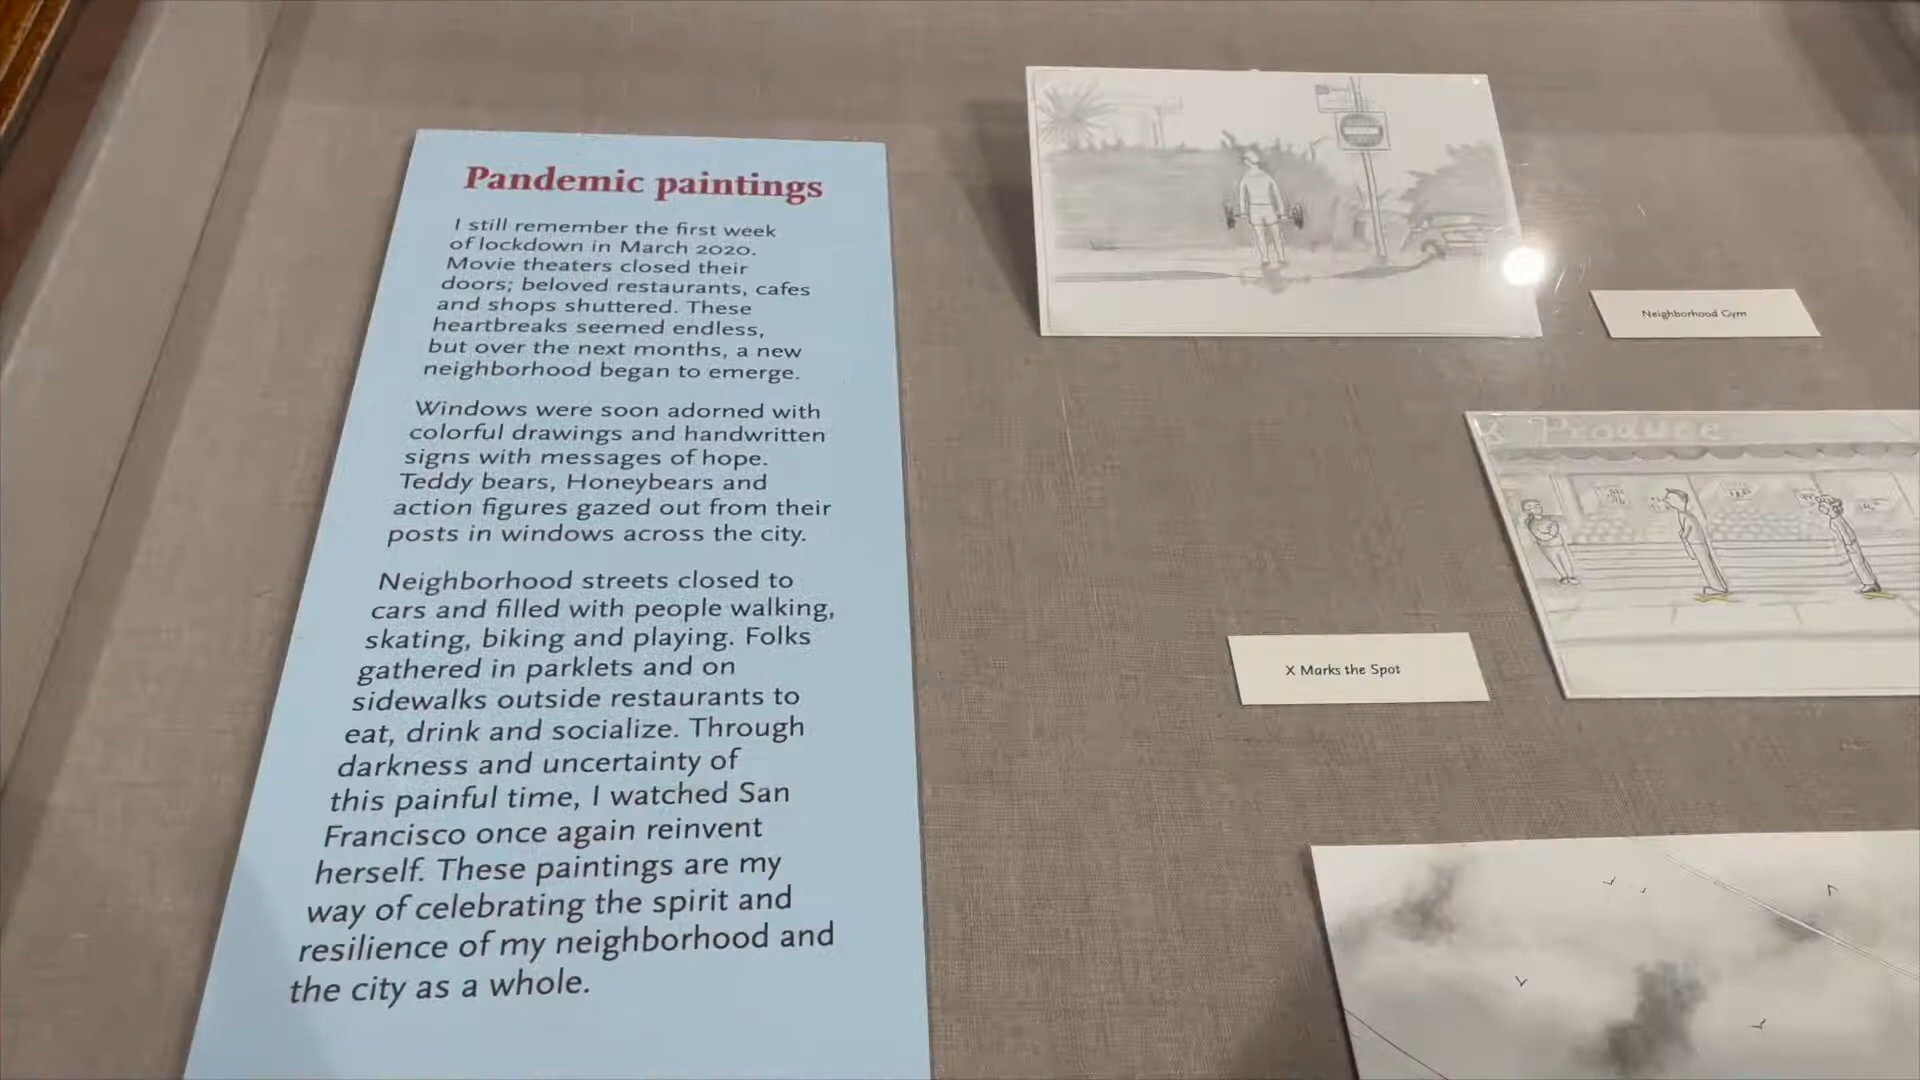 Pandemic paintings
I still remember the first week
of lockdown in March 2020.
Movie theaters closed their
doors; beloved restaurants, cafes
and shops shuttered. These
heartbreaks seemed endless,
but over the next months, a new
neighborhood began to emerge.
Windows were soon adorned with
colorful drawings and handwritten
signs with messages of hope.
Teddy bears, Honeybears and
action figures gazed out from their
posts in windows across the city.
Neighborhood streets closed to
cars and filled with people walking,
skating, biking and playing. Folks
gathered in parklets and on
sidewalks outside restaurants to
eat, drink and socialize. Through
darkness and uncertainty of
this painful time, I watched San
Francisco once again reinvent
herself. These paintings are my
way of celebrating the spirit and
resilience of my neighborhood and
the city as a whole.
Neighborhood Gym
& Produce
X Marks the Spot